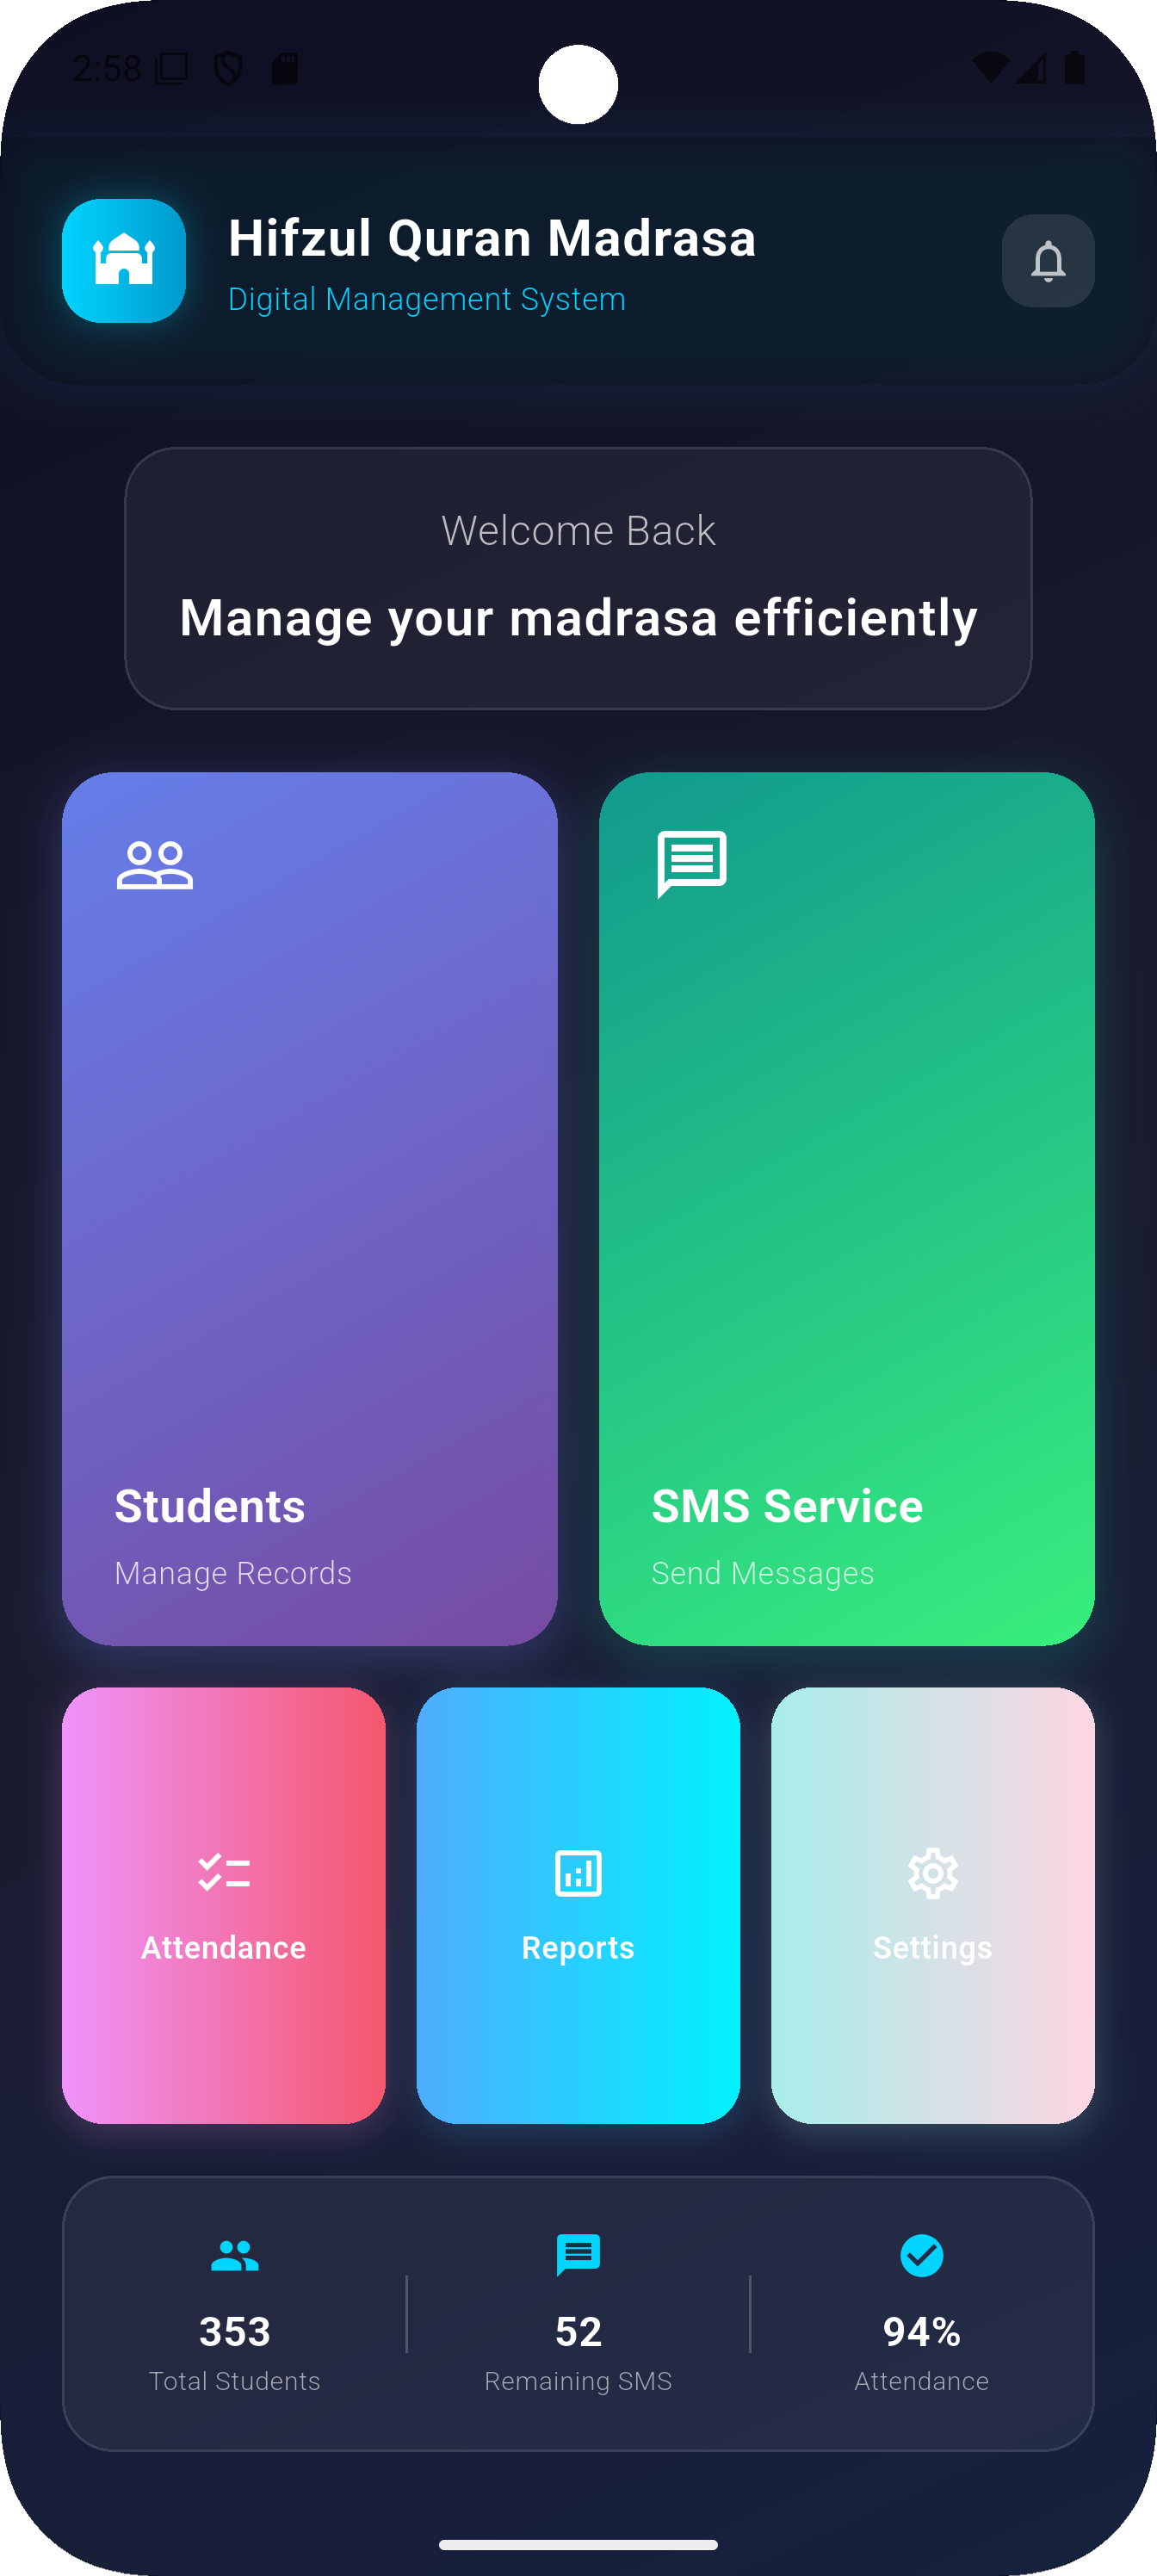 2:58
Hifzul Quran Madrasa
Digital Management System
Welcome Back
Manage your madrasa efficiently
Students
Manage Records
SMS Service
Send Messages
Attendance
Reports
Settings
353
Total Students
52
Remaining SMS
94%
Attendance